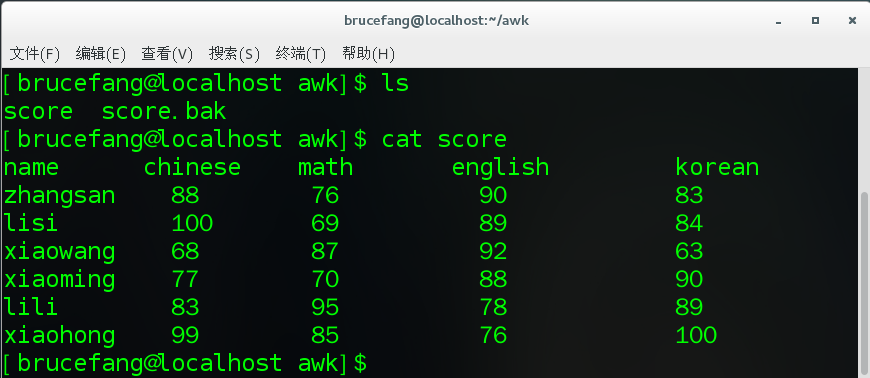 brucefang@localhost:~/awk
文件(F) 编辑(E) 查看(V) 搜索(S) 终端(T) 帮助(H)
[brucefang@localhost awk]$ ls
score score.bak
[brucefang@localhost awk]$ cat score
name chinese math english korean
zhangsan 88 76 90 83
lisi 100 69 89 84
xiaowang 68 87 92 63
xiaoming 77 70 88 90
lili 83 95 78 89
xiaohong 99 85 76 100
[brucefang@localhost awk]$